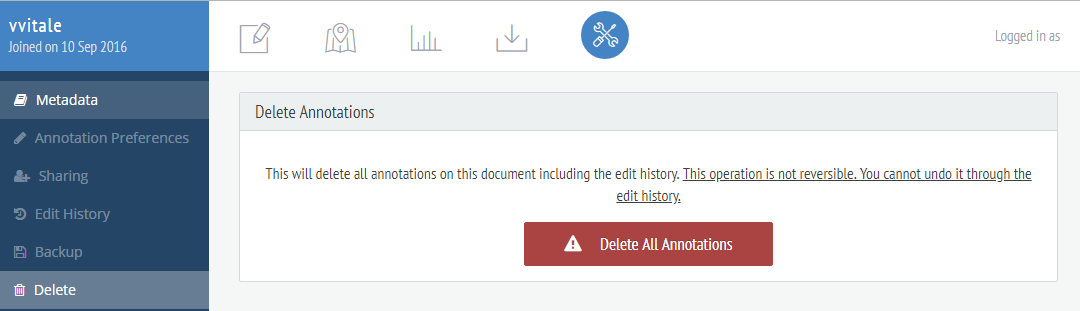 vvitale
Joined on 10 Sep 2016
Logged in as
Metadata
Annotation Preferences
Sharing
Edit History
Backup
Delete
Delete Annotations
This will delete all annotations on this document including the edit history. This operation is not reversible. You cannot undo it through the
edit history.
Delete All Annotations